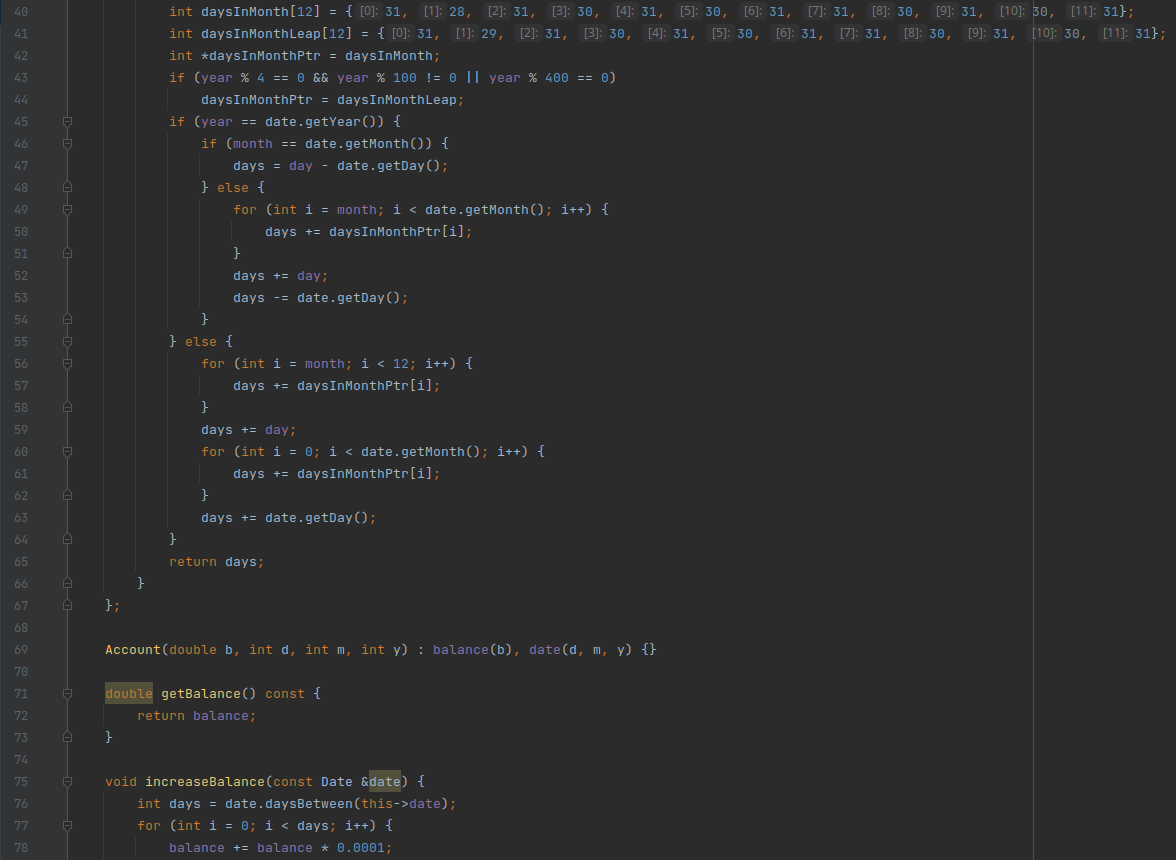 40 int daysInMonth[12] = { [0]: 31, [1]: 28, [2]: 31, [3]: 30, [4]: 31, [5]: 30, [6]: 31, [7]: 31, [8]: 30, [9]: 31, [10]: 30, [11]: 31};
41 int daysInMonthLeap[12] = { [0]: 31, [1]: 29, [2]: 31, [3]: 30, [4]: 31, [5]: 30, [6]: 31, [7]: 31, [8]: 30, [9]: 31, [10]: 30, [11]: 31};
42 int *daysInMonthPtr = daysInMonth;
43 if (year % 4 == 0 && year % 100 != 0 || year % 400 == 0)
44 daysInMonthPtr = daysInMonthLeap;
45 if (year == date.getYear()) {
46 if (month == date.getMonth()) {
47 days = day - date.getDay();
48 } else {
49 for (int i = month; i < date.getMonth(); i++) {
50 days += daysInMonthPtr[i];
51 }
52 days += day;
53 days -= date.getDay();
54 }
55 } else {
56 for (int i = month; i < 12; i++) {
57 days += daysInMonthPtr[i];
58 }
59 days += day;
60 for (int i = 0; i < date.getMonth(); i++) {
61 days += daysInMonthPtr[i];
62 }
63 days += date.getDay();
64 }
65 return days;
66 }
67 };
68
69 Account(double b, int d, int m, int y) : balance(b), date(d, m, y) {}
70
71 double getBalance() const {
72 return balance;
73 }
74
75 void increaseBalance(const Date &date) {
76 int days = date.daysBetween(this->date);
77 for (int i = 0; i < days; i++) {
78 balance += balance * 0.0001;